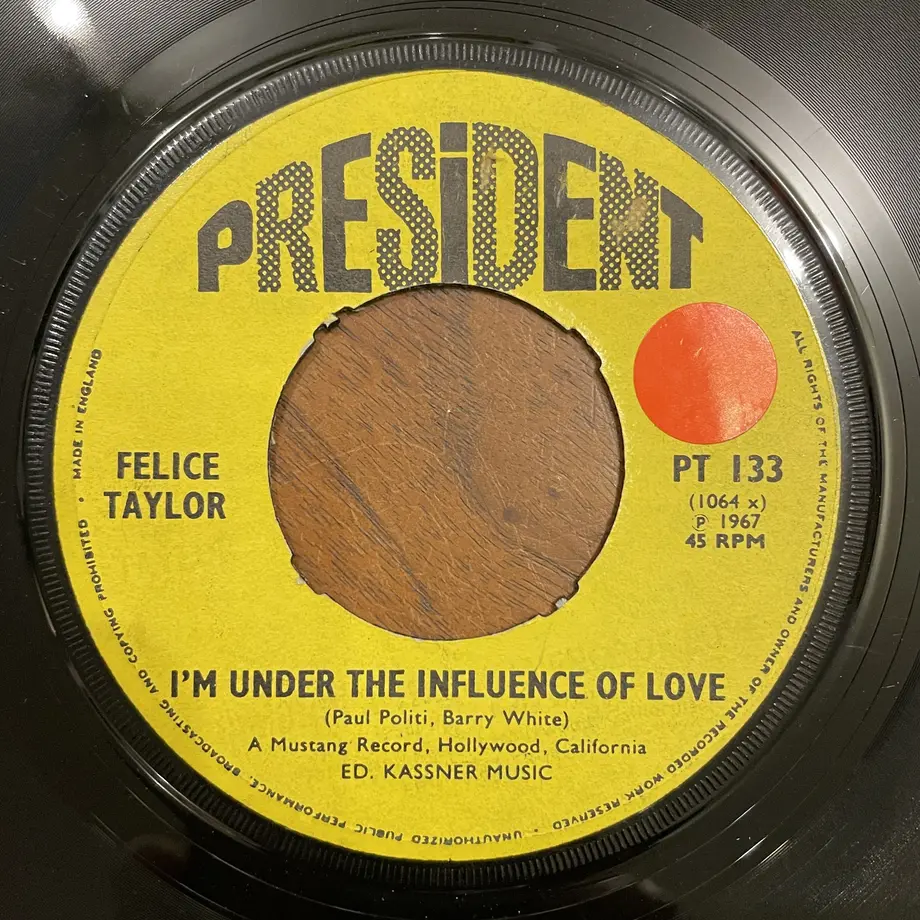 PRESiDENT
FELICE
TAYLOR
PT 133
(1064 x)
℗ 1967
45 RPM
I'M UNDER THE INFLUENCE OF LOVE
(Paul Politi, Barry White)
A Mustang Record, Hollywood, California
ED. KASSNER MUSIC
ALL RIGHTS OF THE MANUFACTURERS AND OWNER OF THE RECORDED WORK RESERVED • UNAUTHORIZED PUBLIC PERFORMANCE, BROADCASTING AND COPYING PROHIBITED • MADE IN ENGLAND